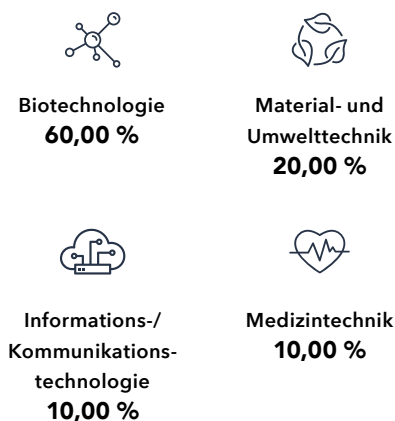 Biotechnologie
60,00 %
Material- und
Umwelttechnik
20,00 %
Informations-/
Kommunikations-
technologie
10,00 %
Medizintechnik
10,00 %